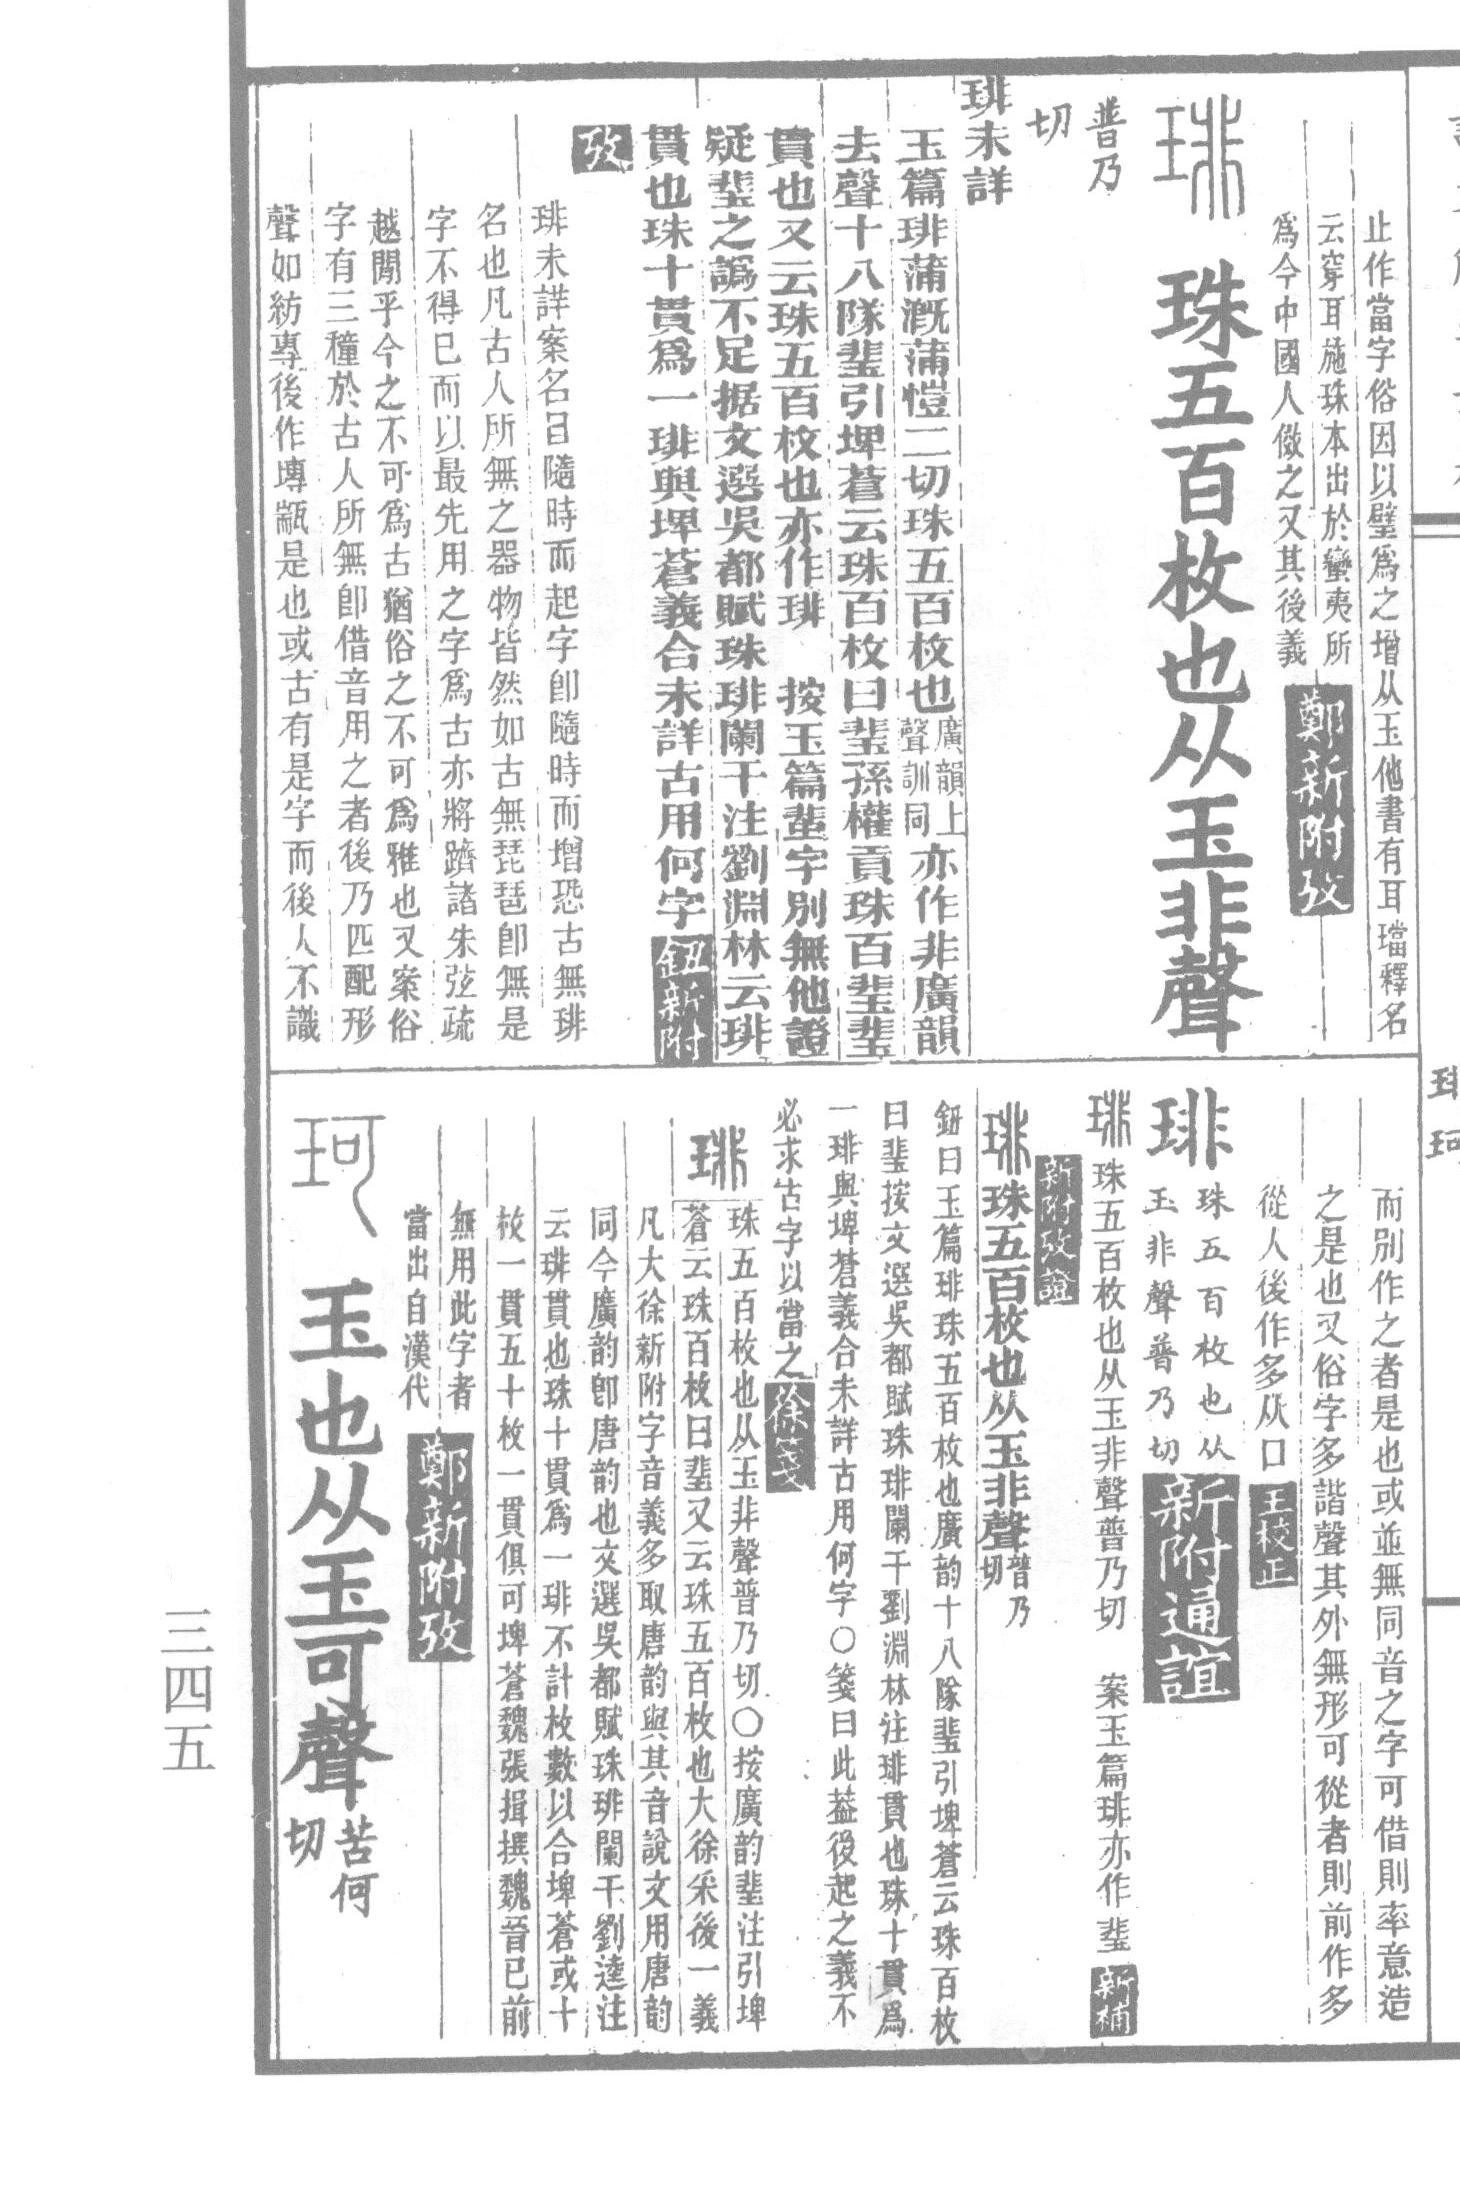 止作當字俗因以璧爲之增从玉他書有耳璫釋名
云穿耳施珠本出於蠻夷所
爲今中國人傚之又其後義
鄭新附攷
琲
珠五百枚也从玉非聲
普乃
切
琲未詳
玉篇琲蒲溉蒲愷二切珠五百枚也廣韻上聲訓同亦作非廣韻
去聲十八隊琲引埤蒼云珠百枚曰琲孫權貢珠百琲琲
貫也又云珠五百枚也亦作琲　按玉篇琲字別無他證
疑琲之譌不足据文選吳都賦珠琲闌干注劉淵林云琲
貫也珠十貫爲一琲與埤蒼義合未詳古用何字
鈕新附
攷
琲未詳案名目隨時而起字卽隨時而增恐古無琲
名也凡古人所無之器物皆然如古無琵琶卽無是
字不得已而以最先用之字爲古亦將躋諸朱弦疏
越閒乎今之不可爲古猶俗之不可爲雅也又案俗
字有三種於古人所無卽借音用之者後乃匹配形
聲如紡專後作塼甎是也或古有是字而後人不識
而別作之者是也或並無同音之字可借則率意造
之是也又俗字多諧聲其外無形可從者則前作多
從人後作多从口
王校正
琲
珠五百枚也从
玉非聲普乃切
新附通誼
琲
珠五百枚也从玉非聲普乃切　案玉篇琲亦作琲
新補
新附攷證
琲
珠五百枚也从玉非聲普乃切
鈕曰玉篇琲珠五百枚也廣韵十八隊琲引埤蒼云珠百枚
曰琲按文選吳都賦珠琲闌干劉淵林注琲貫也珠十貫爲
一琲與埤蒼義合未詳古用何字○箋曰此葢後起之義不
必求古字以當之
徐箋
琲
珠五百枚也从玉非聲普乃切○按廣韵琲注引埤
蒼云珠百枚曰琲又云珠五百枚也大徐采後一義
凡大徐新附字音義多取唐韵與其音說文用唐韵
同今廣韵卽唐韵也文選吳都賦珠琲闌干劉逵注
云琲貫也珠十貫爲一琲不計枚數以合埤蒼或十
枚一貫五十枚一貫俱可埤蒼魏張揖撰魏晉已前
無用此字者
當出自漢代
鄭新附攷
珂
玉也从玉可聲
苦何
切
琲
珂
三四五